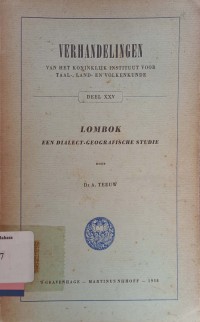 VERHANDELINGEN
VAN HET KONINKLIJK INSTITUUT VOOR
TAAL-, LAND- EN VOLKENKUNDE
DEEL XXV
LOMBOK
EEN DIALECT-GEOGRAFISCHE STUDIE
DOOR
Dr A. TEEUW
'S-GRAVENHAGE — MARTINUS NIJHOFF — 1958
7